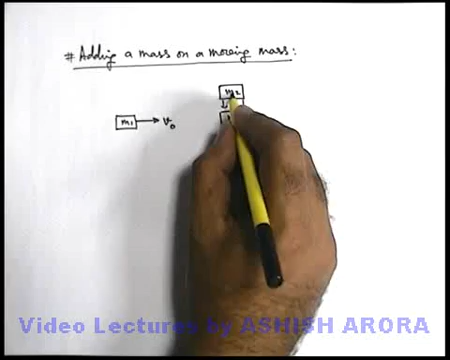 # Adding a mass on a moving mass:
m₂
m₁ → v₀
Video Lectures by ASHISH ARORA